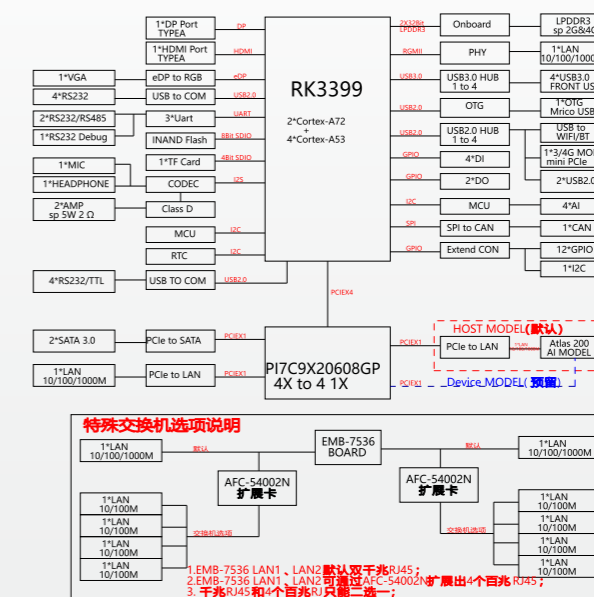 1*DP Port
TYPEA
DP
1*HDMI Port
TYPEA
HDMI
1*VGA
eDP to RGB
eDP
4*RS232
USB to COM
USB2.0
2*RS232/RS485
3*Uart
UART
1*RS232 Debug
INAND Flash
8Bit SDIO
1*TF Card
4Bit SDIO
1*MIC
1*HEADPHONE
CODEC
I2S
2*AMP
sp 5W 2 Ω
Class D
MCU
I2C
RTC
I2C
4*RS232/TTL
USB TO COM
USB2.0
RK3399
2*Cortex-A72
+
4*Cortex-A53
2X32Bit
LPDDR3
Onboard
LPDDR3
RGMII
PHY
1*LAN
USB3.0
USB3.0 HUB
1 to 4
4*USB3.0
USB2.0
OTG
1*OTG
Mrico USB
USB2.0
USB2.0 HUB
1 to 4
USB to
WIFI/BT
mini PCIe
2*USB2.0
GPIO
4*DI
GPIO
2*DO
I2C
MCU
4*AI
SPI
SPI to CAN
1*CAN
GPIO
Extend CON
12*GPIO
1*I2C
PCIEX4
2*SATA 3.0
PCIe to SATA
PCIEX1
1*LAN
10/100/1000M
PCIe to LAN
PCIEX1
PI7C9X20608GP
4X to 4 1X
HOST MODEL(默认)
PCIEX1
PCIe to LAN
1*LAN
Atlas 200
AI MODEL
PCIEX1
Device MODEL( 预留)
特殊交换机选项说明
1*LAN
10/100/1000M
默认
EMB-7536
BOARD
默认
1*LAN
10/100/1000M
AFC-54002N
扩展卡
AFC-54002N
扩展卡
1*LAN
10/100M
1*LAN
10/100M
1*LAN
10/100M
1*LAN
10/100M
交换机选项
交换机选项
1*LAN
10/100M
1*LAN
10/100M
1*LAN
10/100M
1*LAN
10/100M
1.EMB-7536 LAN1、LAN2默认双千兆RJ45；
2.EMB-7536 LAN1、LAN2可通过AFC-54002N扩展出4个百兆RJ45；
3. 千兆RJ45和4个百兆RJ只能二选一；